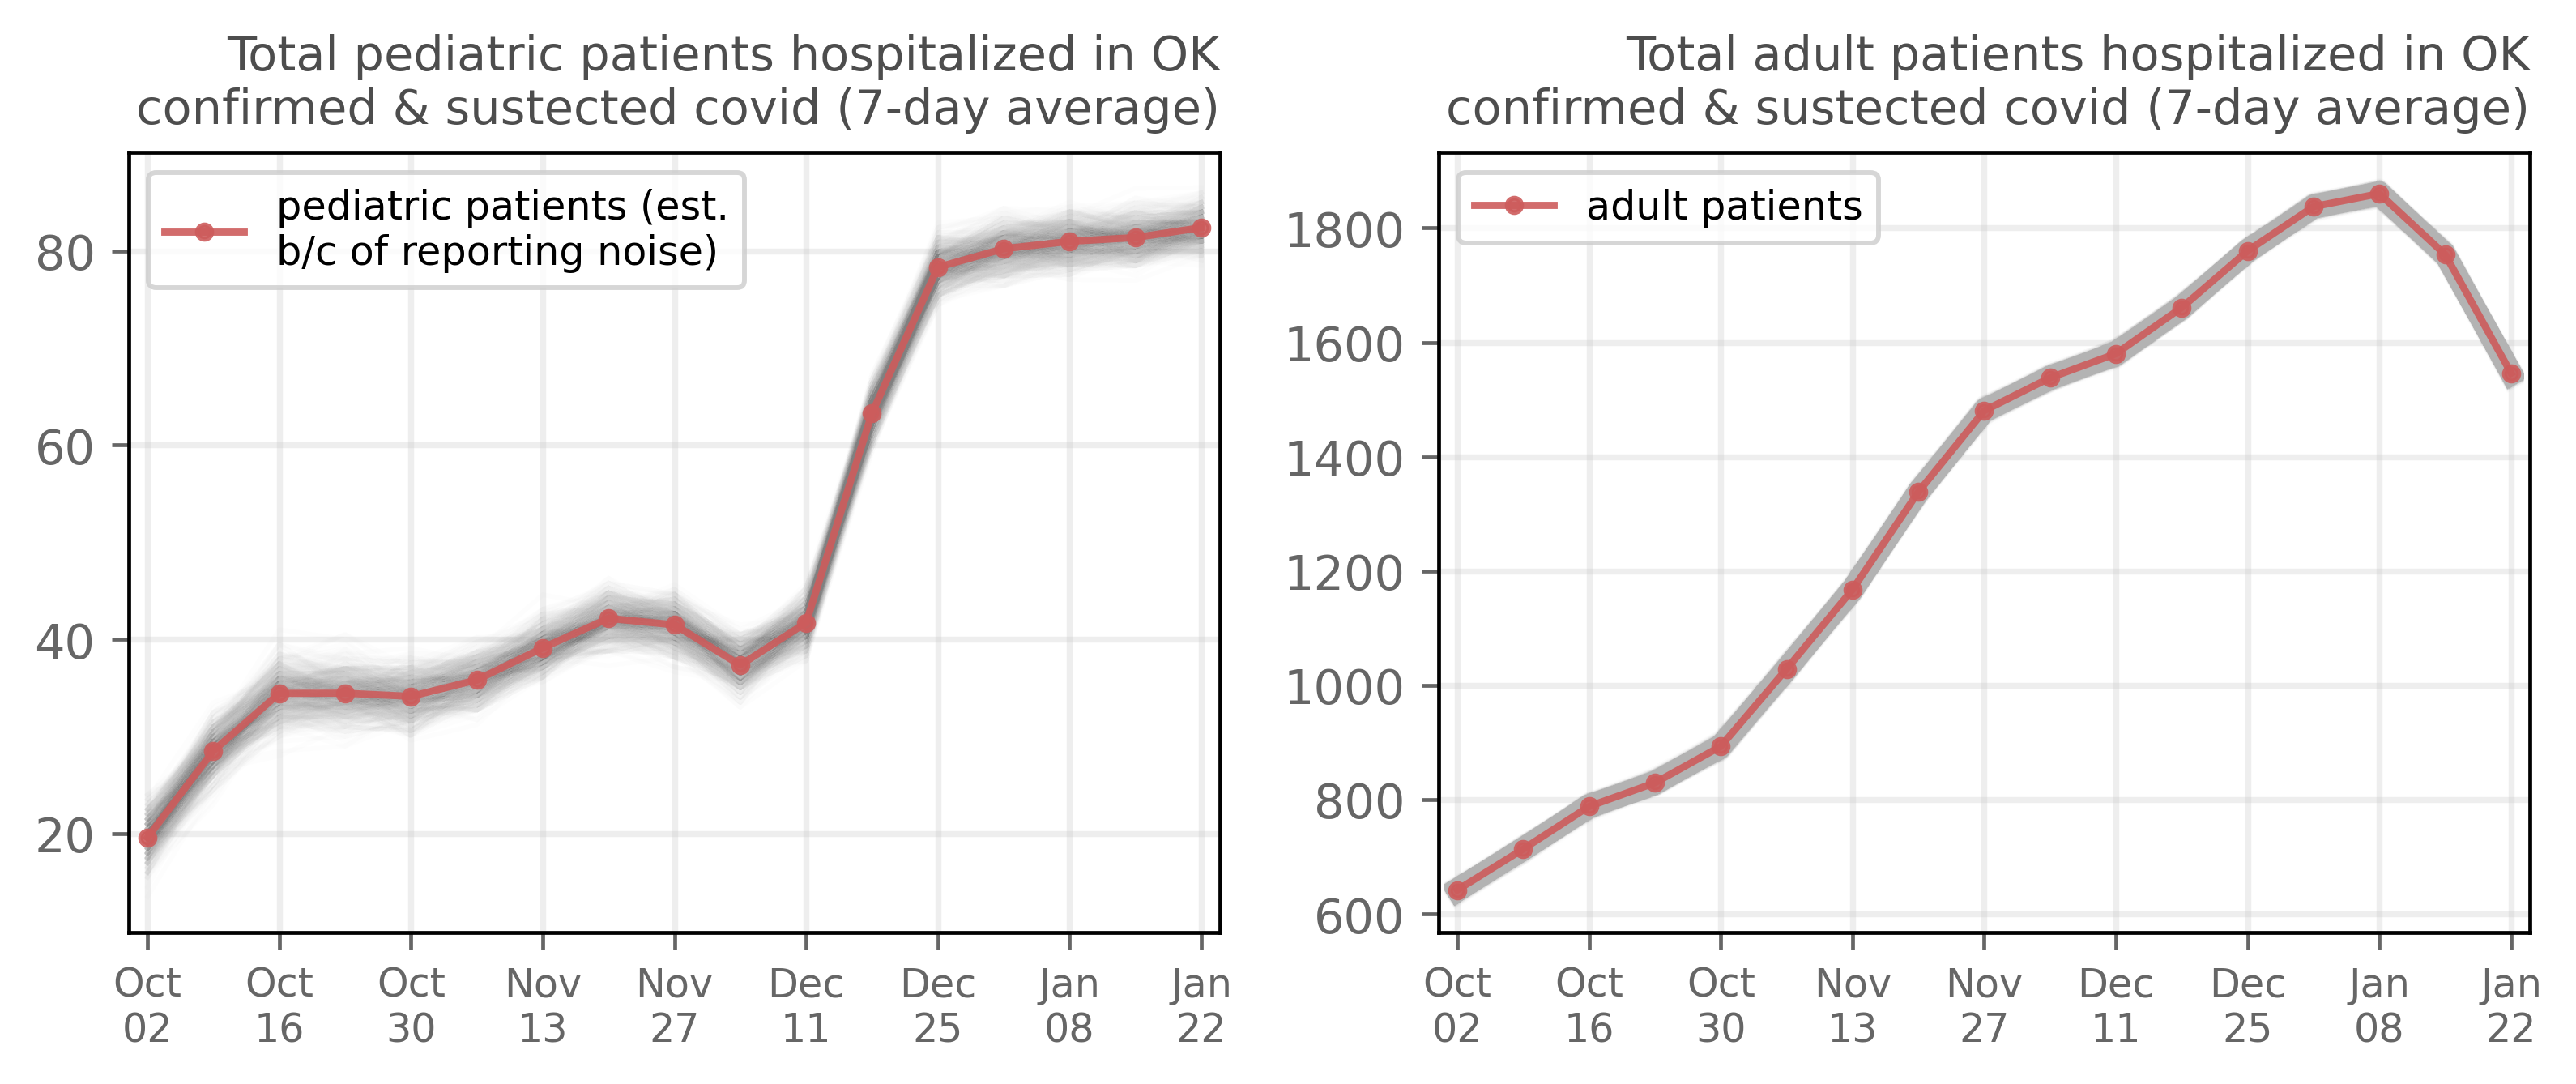 Total pediatric patients hospitalized in OK
confirmed & sustected covid (7-day average)
pediatric patients (est.
b/c of reporting noise)
80
60
40
20
Oct Oct Oct Nov Nov Dec Dec Jan Jan
02 16 30 13 27 11 25 08 22
Total adult patients hospitalized in OK
confirmed & sustected covid (7-day average)
adult patients
1800
1600
1400
1200
1000
800
600
Oct Oct Oct Nov Nov Dec Dec Jan Jan
02 16 30 13 27 11 25 08 22